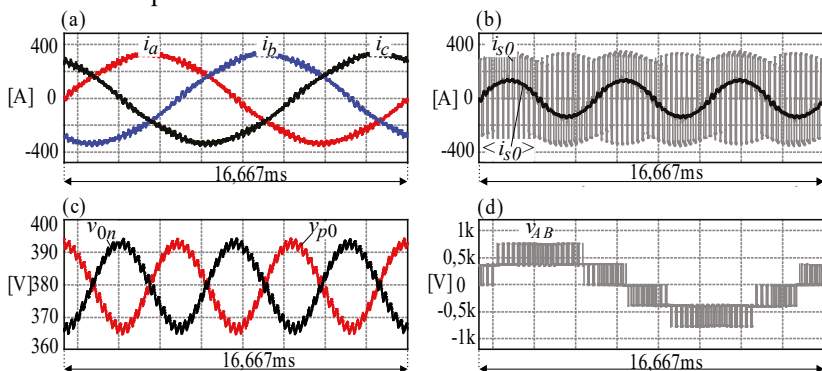 (a)
400
[A] 0
-400
i_a
i_b
i_c
16,667ms
(b)
400
[A] 0
-400
i_s0
<i_s0>
16,667ms
(c)
400
390
[V] 380
370
360
v_0n
v_p0
16,667ms
(d)
1k
0,5k
[V] 0
-0,5k
-1k
v_AB
16,667ms